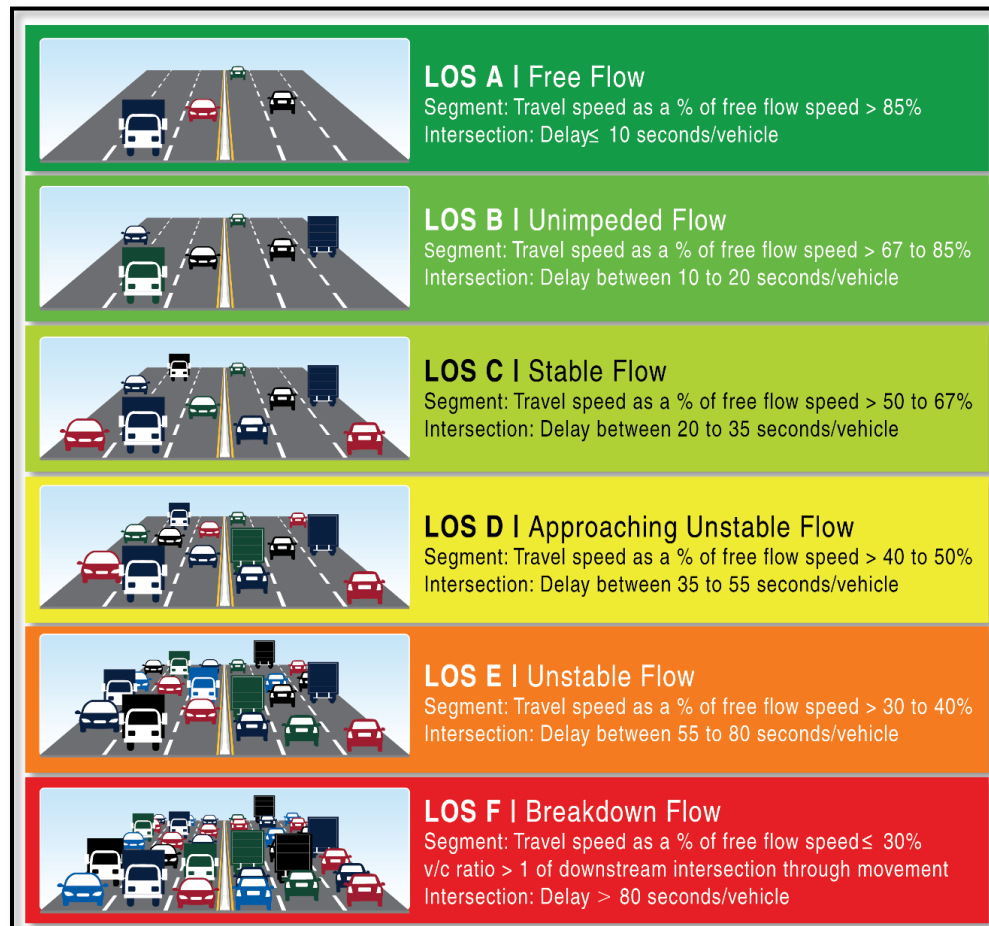 LOS A | Free Flow
Segment: Travel speed as a % of free flow speed > 85%
Intersection: Delay≤ 10 seconds/vehicle
LOS B | Unimpeded Flow
Segment: Travel speed as a % of free flow speed > 67 to 85%
Intersection: Delay between 10 to 20 seconds/vehicle
LOS C | Stable Flow
Segment: Travel speed as a % of free flow speed > 50 to 67%
Intersection: Delay between 20 to 35 seconds/vehicle
LOS D | Approaching Unstable Flow
Segment: Travel speed as a % of free flow speed > 40 to 50%
Intersection: Delay between 35 to 55 seconds/vehicle
LOS E | Unstable Flow
Segment: Travel speed as a % of free flow speed > 30 to 40%
Intersection: Delay between 55 to 80 seconds/vehicle
LOS F | Breakdown Flow
Segment: Travel speed as a % of free flow speed≤ 30%
v/c ratio > 1 of downstream intersection through movement
Intersection: Delay > 80 seconds/vehicle